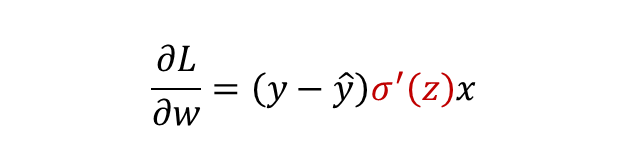 ∂L/∂w = (y − ŷ)σ′(z)x